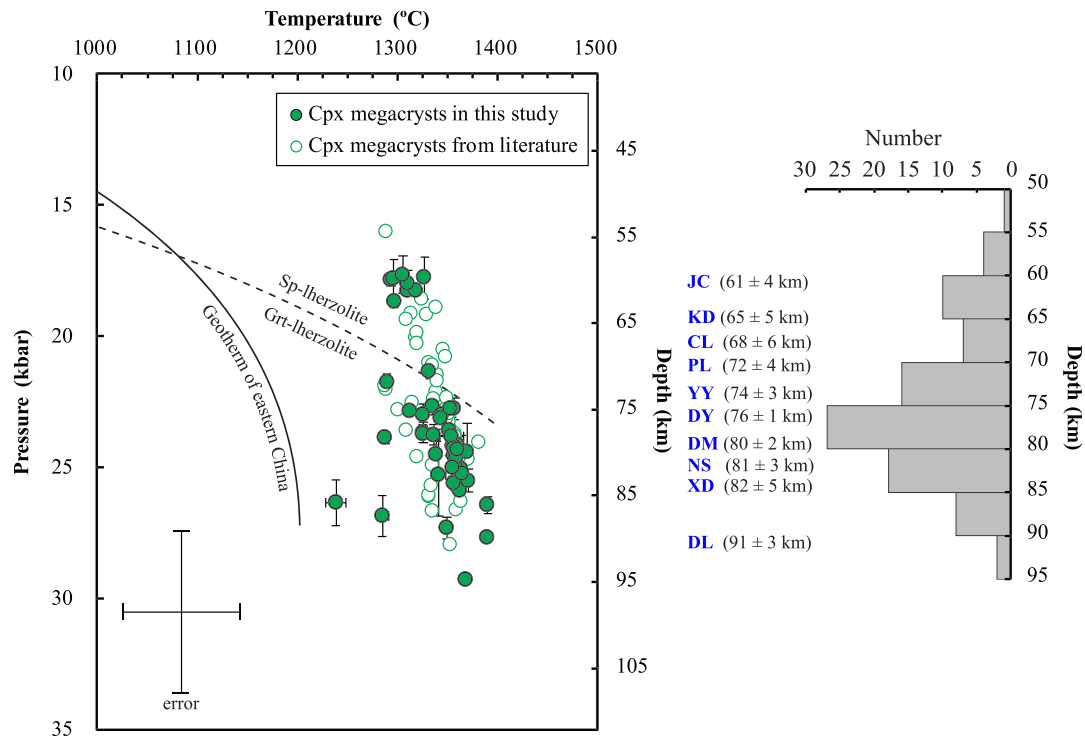 Temperature (ºC)
1000 1100 1200 1300 1400 1500
10
15
20
25
30
35
Pressure (kbar)
Cpx megacrysts in this study
Cpx megacrysts from literature
Sp-lherzolite
Grt-lherzolite
Geotherm of eastern China
error
45
55
65
75
85
95
105
Depth (km)
Number
30 25 20 15 10 5 0
50
55
60
65
70
75
80
85
90
95
Depth (km)
JC (61 ± 4 km)
KD (65 ± 5 km)
CL (68 ± 6 km)
PL (72 ± 4 km)
YY (74 ± 3 km)
DY (76 ± 1 km)
DM (80 ± 2 km)
NS (81 ± 3 km)
XD (82 ± 5 km)
DL (91 ± 3 km)